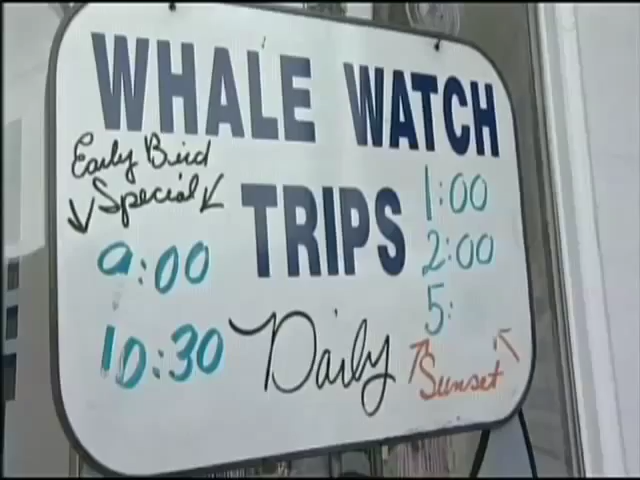 WHALE WATCH
Early Bird
Special
TRIPS
9:00
10:30
Daily
1:00
2:00
5:
Sunset